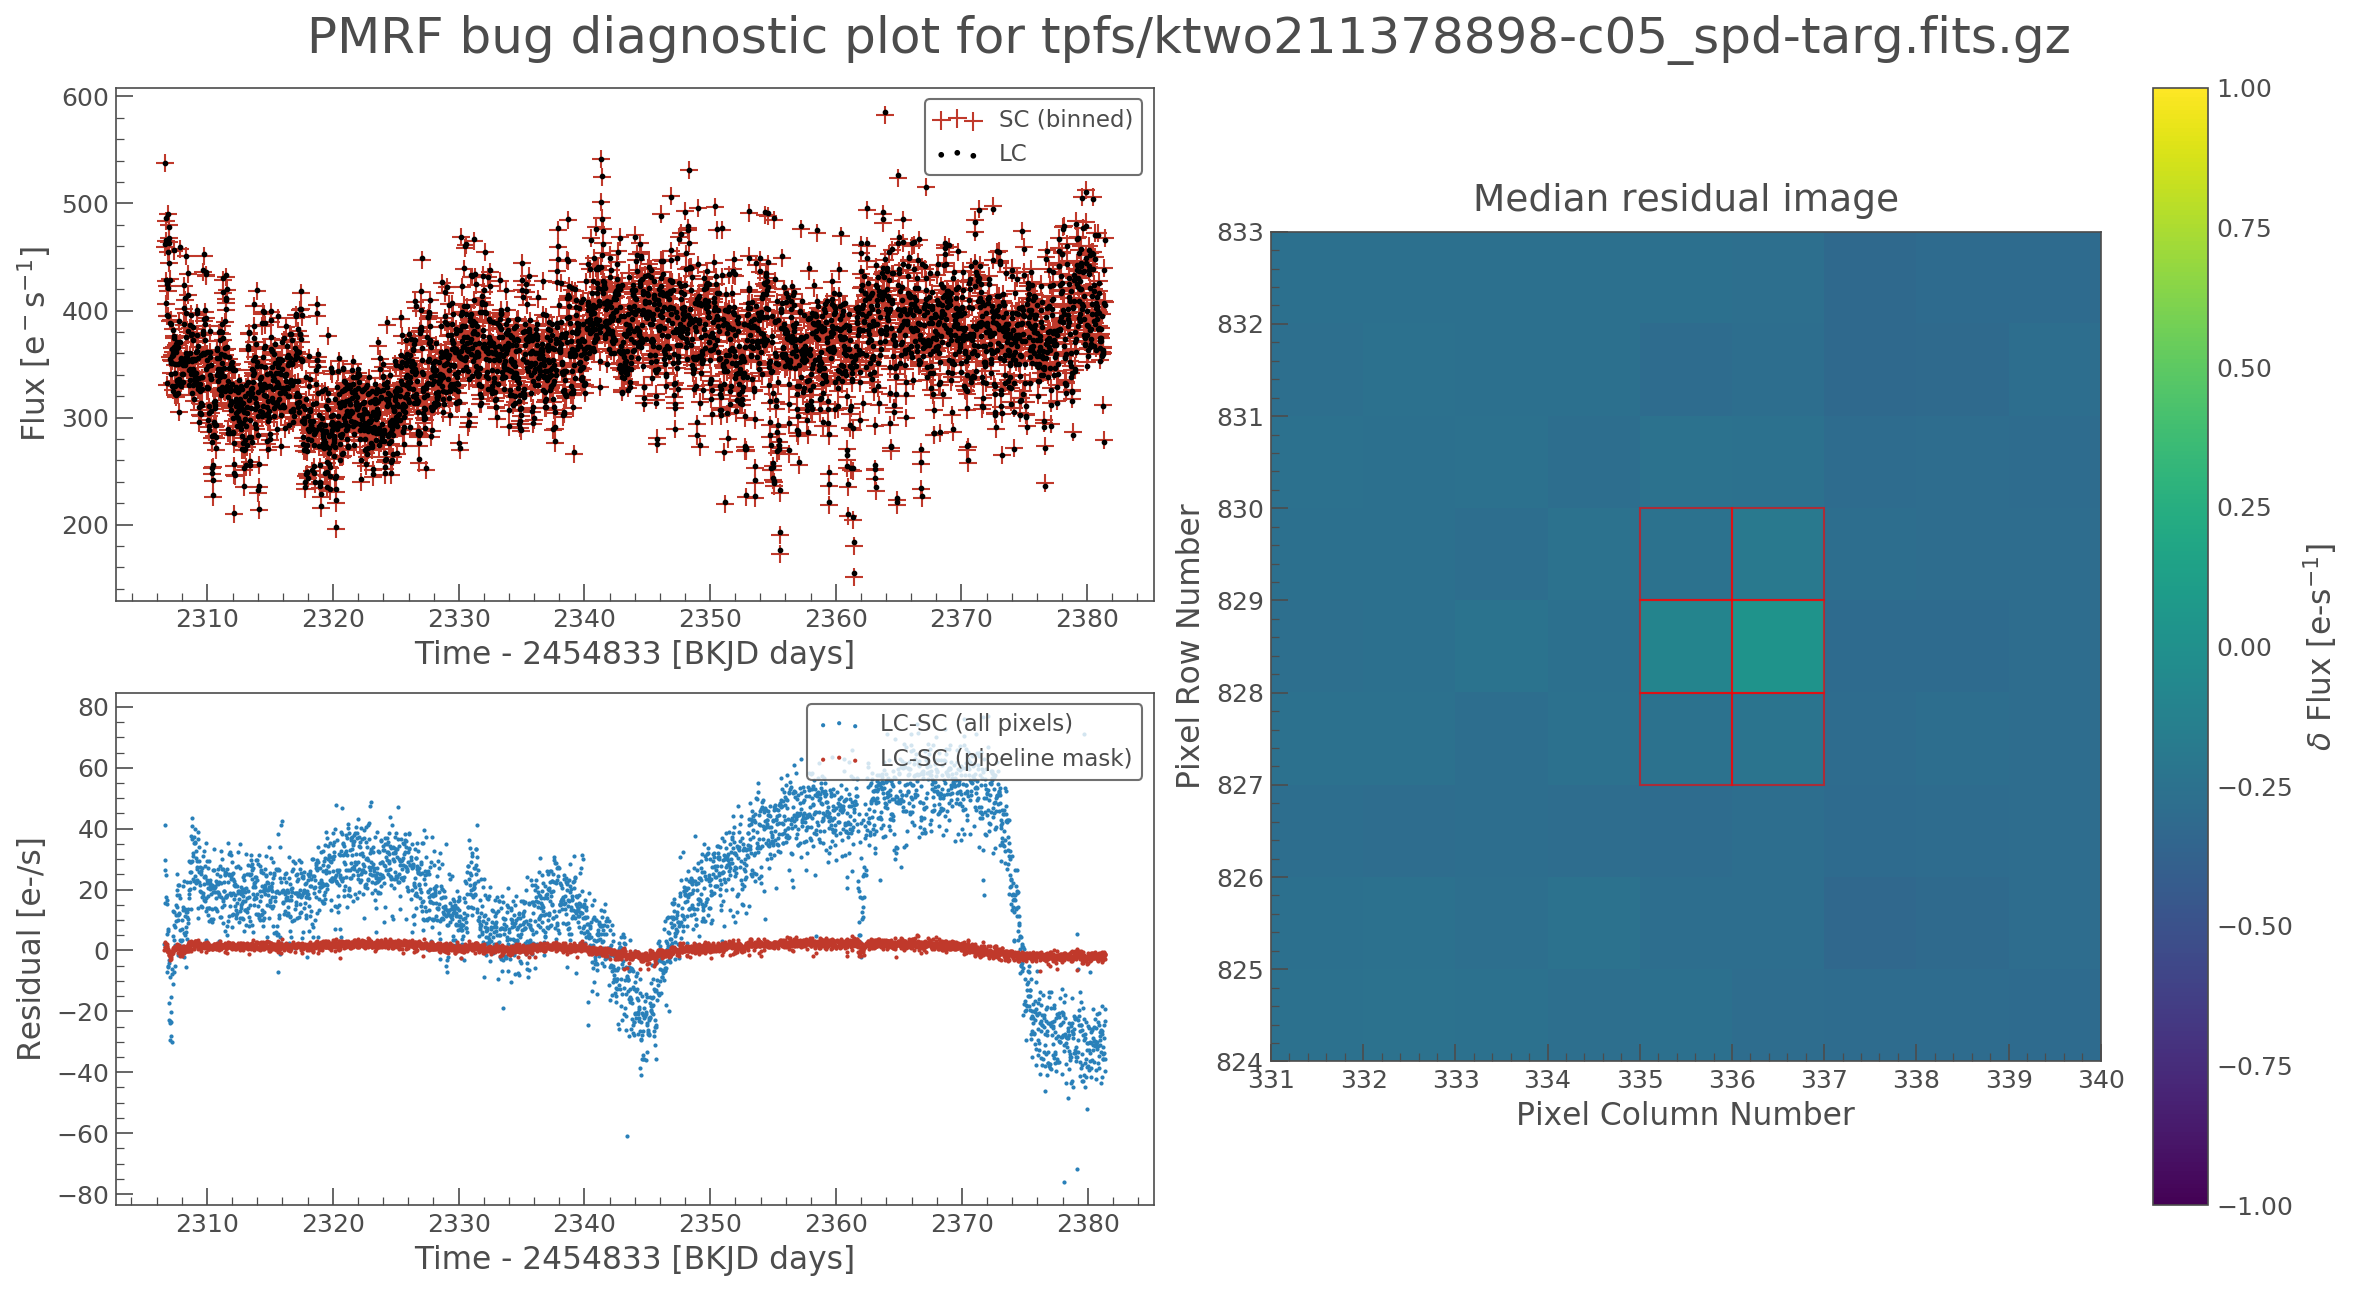 PMRF bug diagnostic plot for tpfs/ktwo211378898-c05_spd-targ.fits.gz
600
500
400
300
200
Flux [e⁻ s⁻¹]
SC (binned)
LC
2310 2320 2330 2340 2350 2360 2370 2380
Time - 2454833 [BKJD days]
80
60
40
20
0
−20
−40
−60
−80
Residual [e-/s]
LC-SC (all pixels)
LC-SC (pipeline mask)
2310 2320 2330 2340 2350 2360 2370 2380
Time - 2454833 [BKJD days]
Median residual image
833
832
831
830
829
828
827
826
825
824
Pixel Row Number
331 332 333 334 335 336 337 338 339 340
Pixel Column Number
1.00
0.75
0.50
0.25
0.00
−0.25
−0.50
−0.75
−1.00
δ Flux [e-s⁻¹]